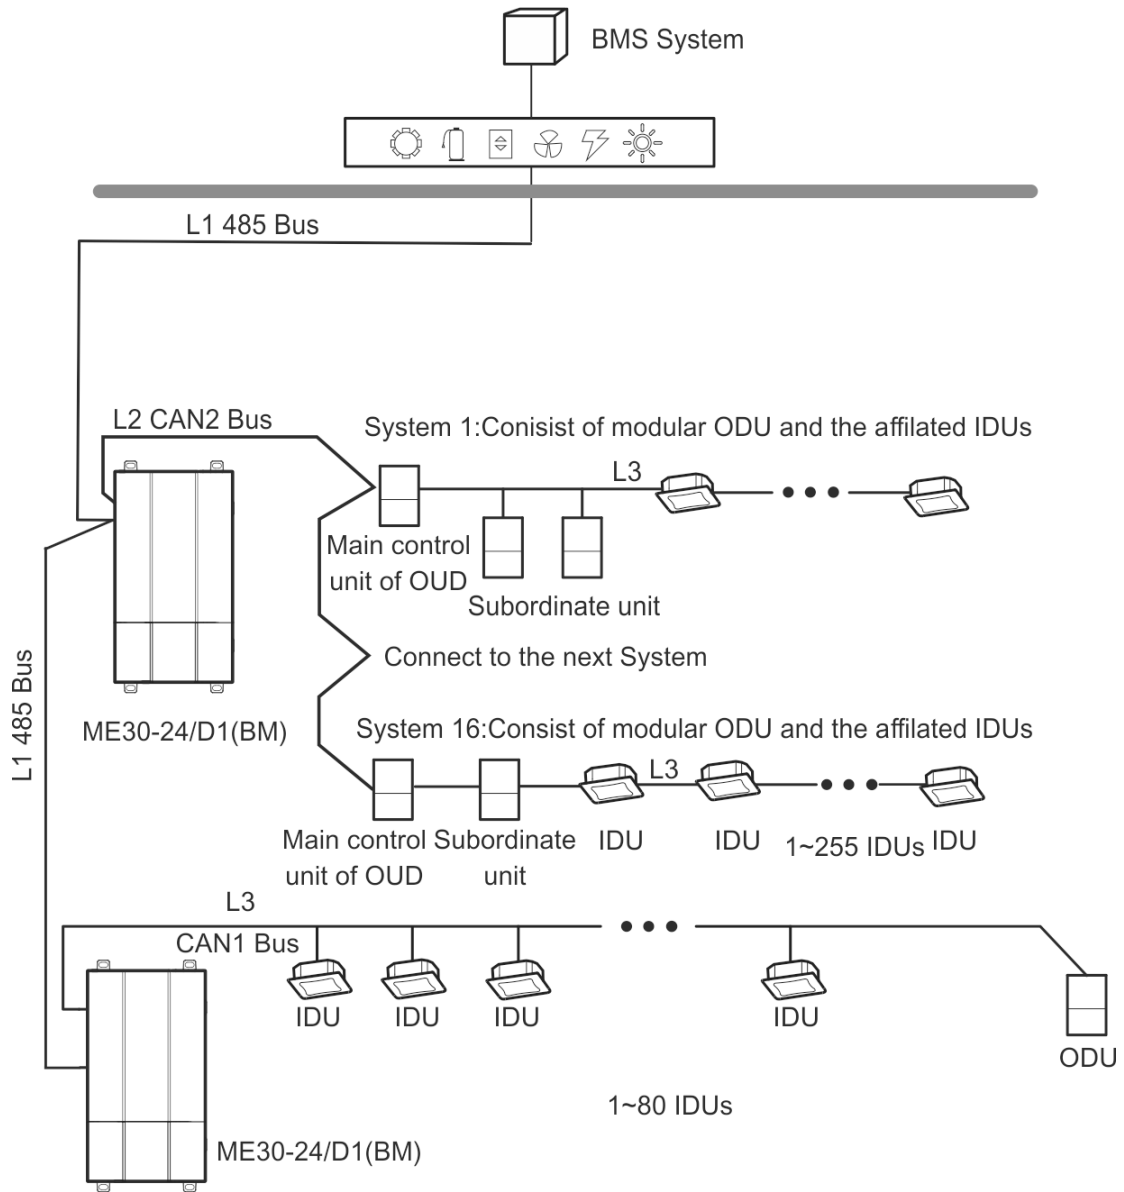 BMS System
L1 485 Bus
L2 CAN2 Bus
System 1:Conisist of modular ODU and the affilated IDUs
L3
Main control
unit of OUD
Subordinate unit
Connect to the next System
L1 485 Bus
ME30-24/D1(BM)
System 16:Consist of modular ODU and the affilated IDUs
L3
Main control
unit of OUD
Subordinate
unit
IDU
IDU
1~255 IDUs
IDU
L3
CAN1 Bus
IDU
IDU
IDU
IDU
ODU
1~80 IDUs
ME30-24/D1(BM)